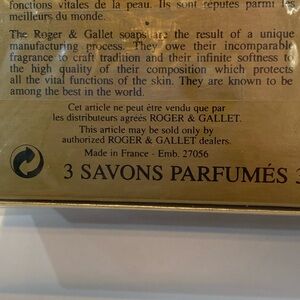 fonctions vitales de la peau. Ils sont réputés parmi les
meilleurs du monde.
The Roger & Gallet soaps are the result of a unique
manufacturing process. They owe their incomparable
fragrance to craft tradition and their infinite softness to
the high quality of their composition which protects
all the vital functions of the skin. They are known to be
among the best in the world.
Cet article ne peut être vendu que par
les distributeurs agréés ROGER & GALLET.
This article may be sold only by
authorized ROGER & GALLET dealers.
Made in France - Emb. 27056
3 SAVONS PARFUMÉS 3